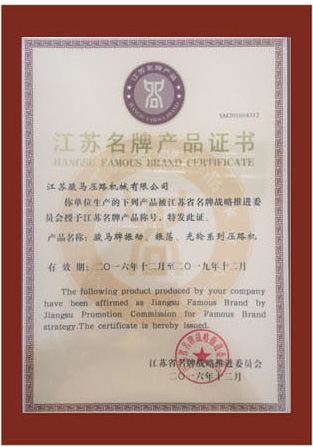 江苏名牌产品
JIANGSU FAMOUS BRAND
SM201604312
江苏名牌产品证书
JIANGSU FAMOUS BRAND CERTIFICATE
江苏骏马压路机械有限公司
你单位生产的下列产品被江苏省名牌战略推进委
员会授予江苏名牌产品称号，特发此证。
产品名称：骏马牌振动、振荡、光轮系列压路机
有 效 期：二〇一六年十二月至二〇一九年十二月
The following product produced by your company
have been affirmed as Jiangsu Famous Brand by
Jiangsu Promotion Commission for Famous Brand
strategy.The certificate is hereby issued.
江苏省名牌战略推进委员会
二〇一六年十二月